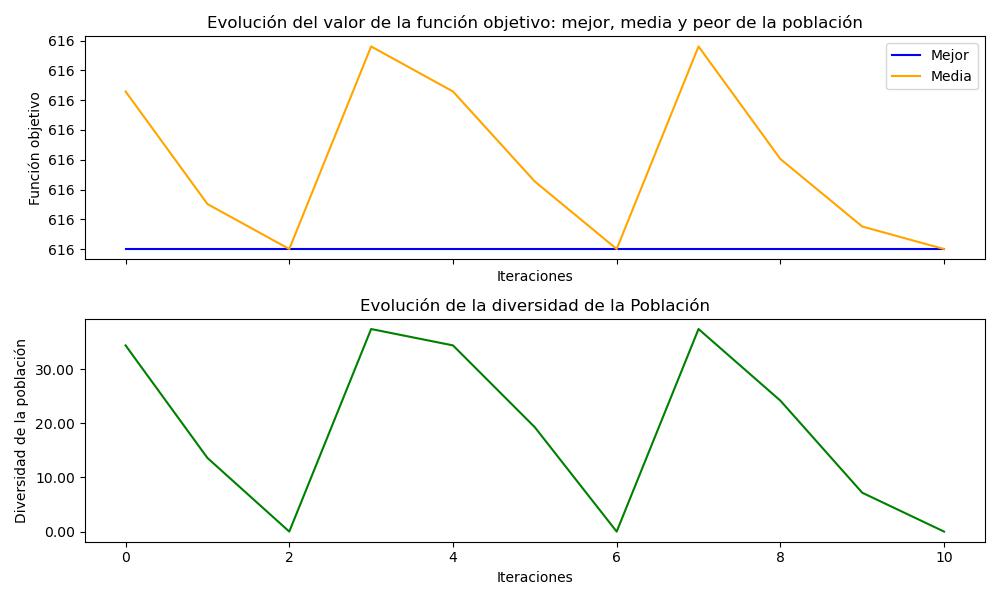 Evolución del valor de la función objetivo: mejor, media y peor de la población
616
616
616
616
616
616
616
616
Función objetivo
Mejor
Media
Iteraciones
Evolución de la diversidad de la Población
30.00
20.00
10.00
0.00
Diversidad de la población
0 2 4 6 8 10
Iteraciones